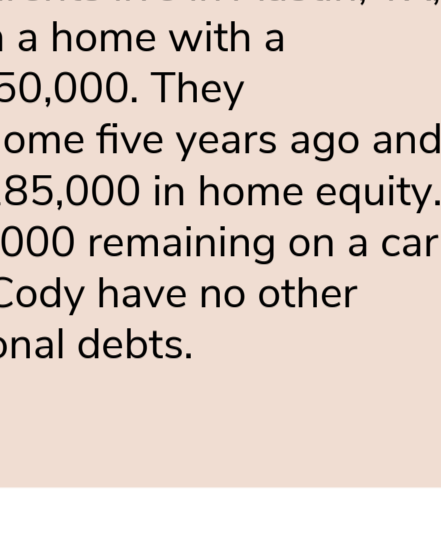 a home with a
50,000. They
ome five years ago and
85,000 in home equity.
000 remaining on a car
Cody have no other
onal debts.